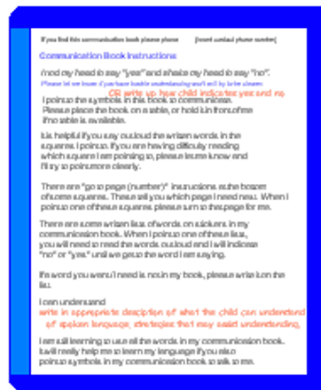 If you find this communication book please phone (insert contact phone number)
Communication Book Instructions
I nod my head to say "yes" and shake my head to say "no".
Please let me know if you have trouble understanding and I will try to be clearer
OR write up how child indicates yes and no
I point to the symbols in this book to communicate.
Please place the book on a table, or hold it in front of me
if no table is available.
It is helpful if you say out loud the written words in the
squares I point to. If you are having difficulty reading
which square I am pointing to, please let me know and
I'll try to point more clearly.
There are "go to page (number)" instructions at the bottom
of some squares. These tell you which page I need next. When I
point to one of these squares please turn to this page for me.
There are some written lists of words on stickers in my
communication book. When I point to one of these lists,
you will need to read the words out loud and I will indicate
"no" or "yes" until we get to the word I am saying.
If a word you want/I need is not in my book, please write it on the
list.
I can understand
write in appropriate description of what the child can understand
of spoken language, strategies that may assist understanding,
I am still learning to use all the words in my communication book.
It will really help me to learn my language if you also
point to symbols in my communication book to talk to me.